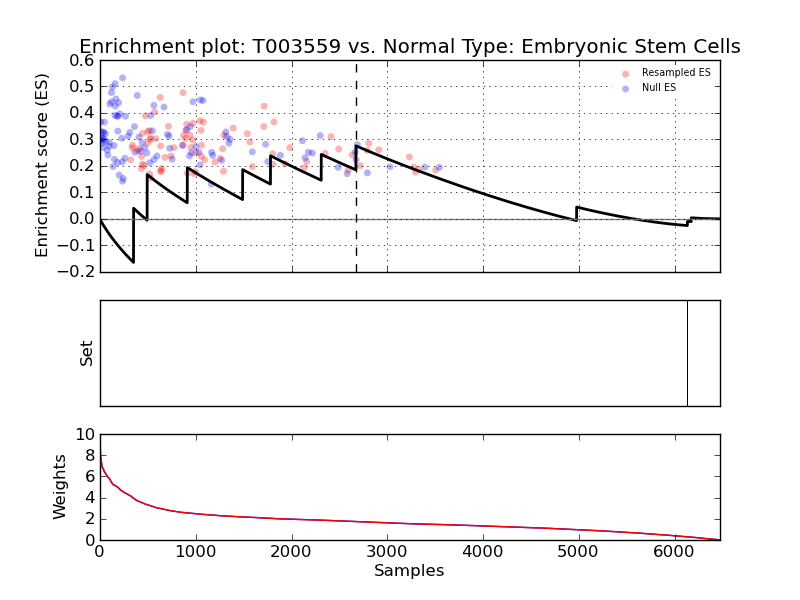 Enrichment plot: T003559 vs. Normal Type: Embryonic Stem Cells
Enrichment score (ES)
0.6
0.5
0.4
0.3
0.2
0.1
0.0
−0.1
−0.2
Resampled ES
Null ES
Set
Weights
10
8
6
4
2
0
0 1000 2000 3000 4000 5000 6000
Samples